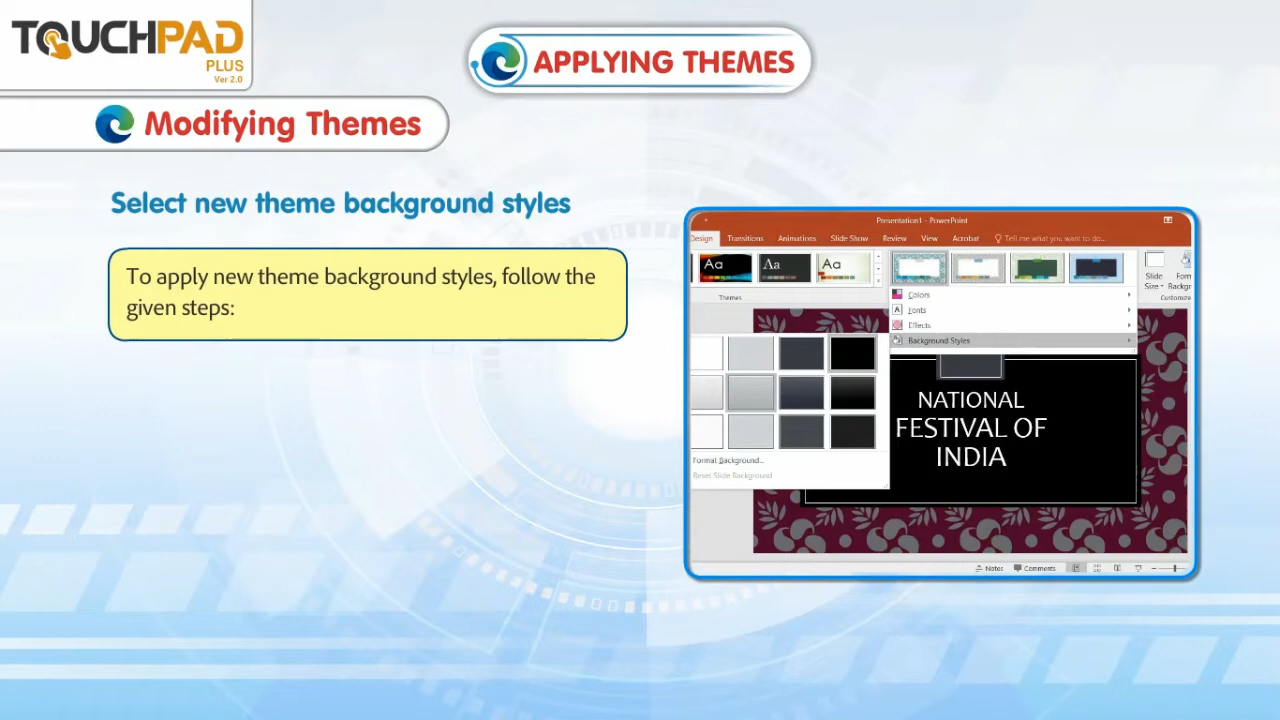 TOUCHPAD
PLUS
Ver 2.0
APPLYING THEMES
Modifying Themes
Select new theme background styles
To apply new theme background styles, follow the
given steps:
Presentation1 - PowerPoint
Design Transitions Animations Slide Show Review View Acrobat Tell me what you want to do...
Aa Aa Aa
Slide
Size
Form
Backgr
Themes
Customize
Colors
Fonts
Effects
Background Styles
Format Background...
Reset Slide Background
NATIONAL
FESTIVAL OF
INDIA
Notes Comments